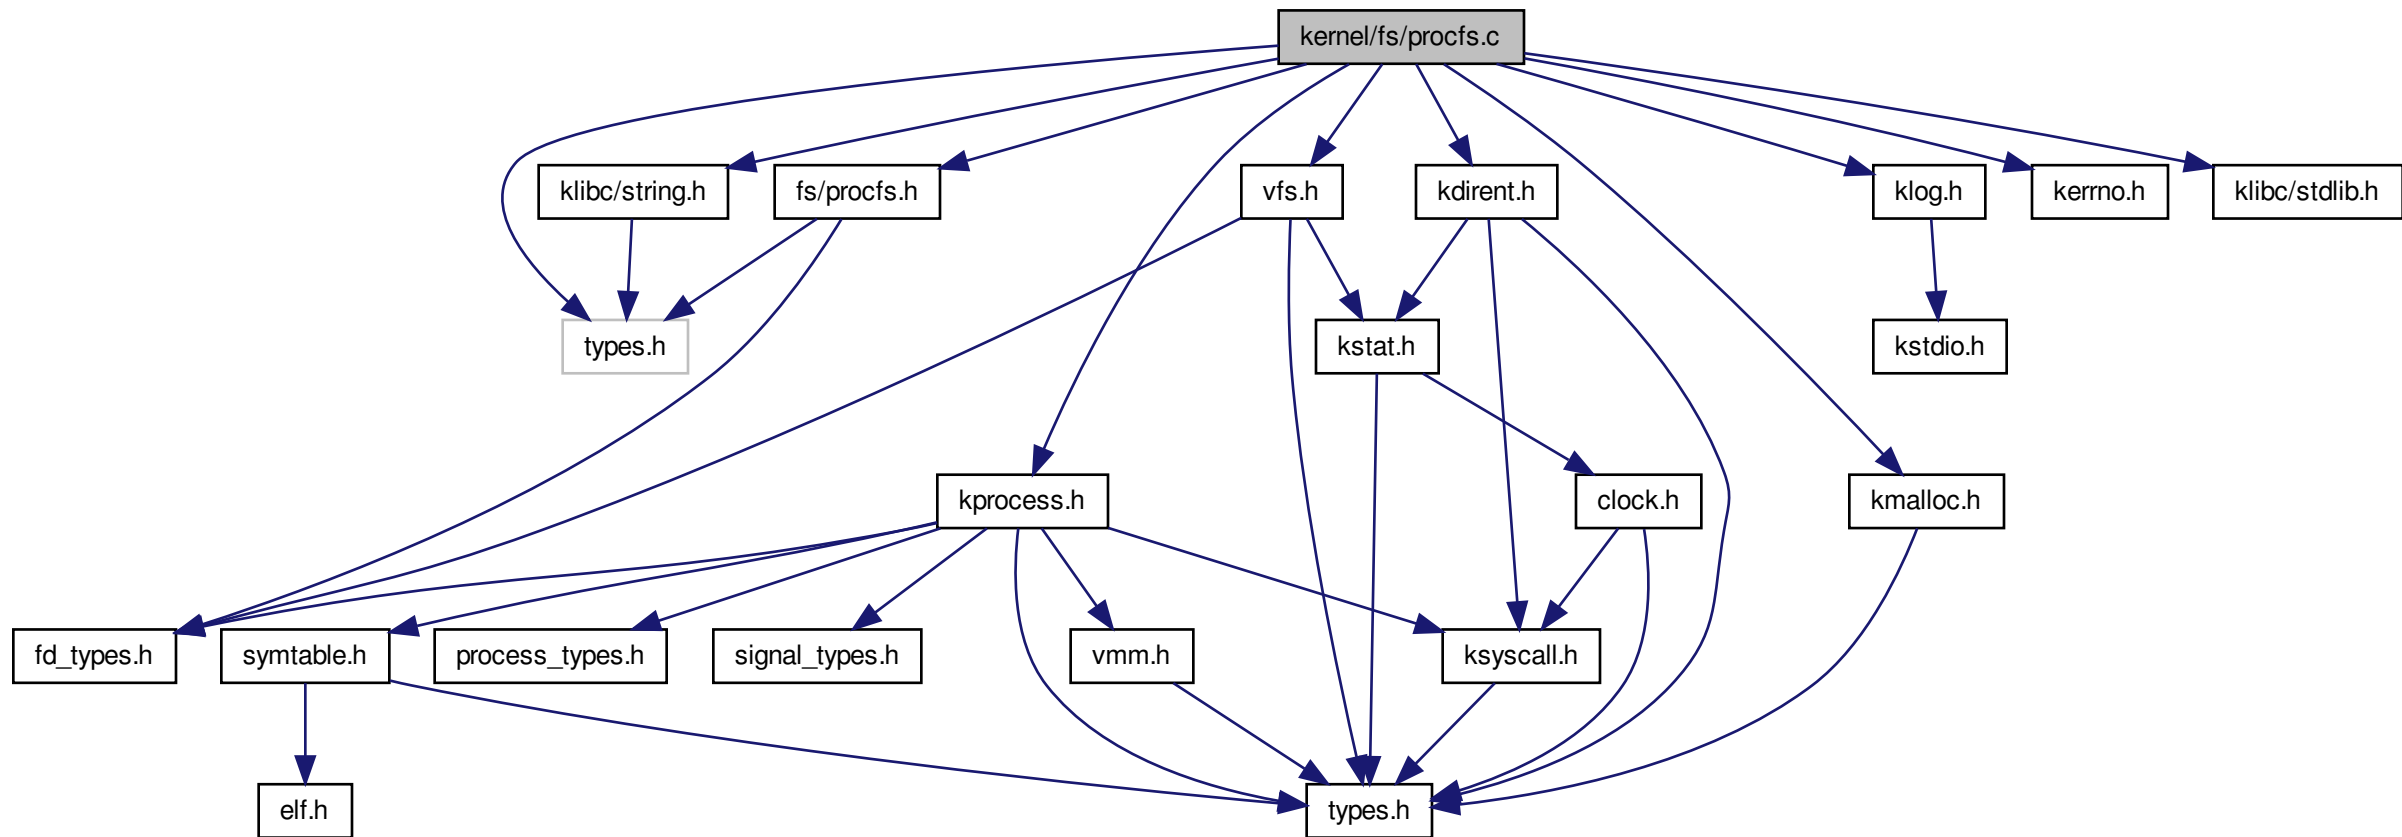 kernel/fs/procfs.c
klibc/string.h
fs/procfs.h
vfs.h
kdirent.h
klog.h
kerrno.h
klibc/stdlib.h
types.h
kstat.h
kstdio.h
kprocess.h
clock.h
kmalloc.h
fd_types.h
symtable.h
process_types.h
signal_types.h
vmm.h
ksyscall.h
elf.h
types.h